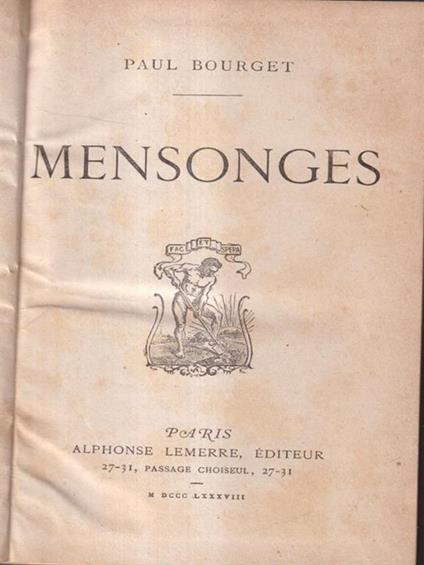 PAUL BOURGET
MENSONGES
FAC ET SPERA
PARIS
ALPHONSE LEMERRE, ÉDITEUR
27-31, PASSAGE CHOISEUL, 27-31
M DCCC LXXXVIII